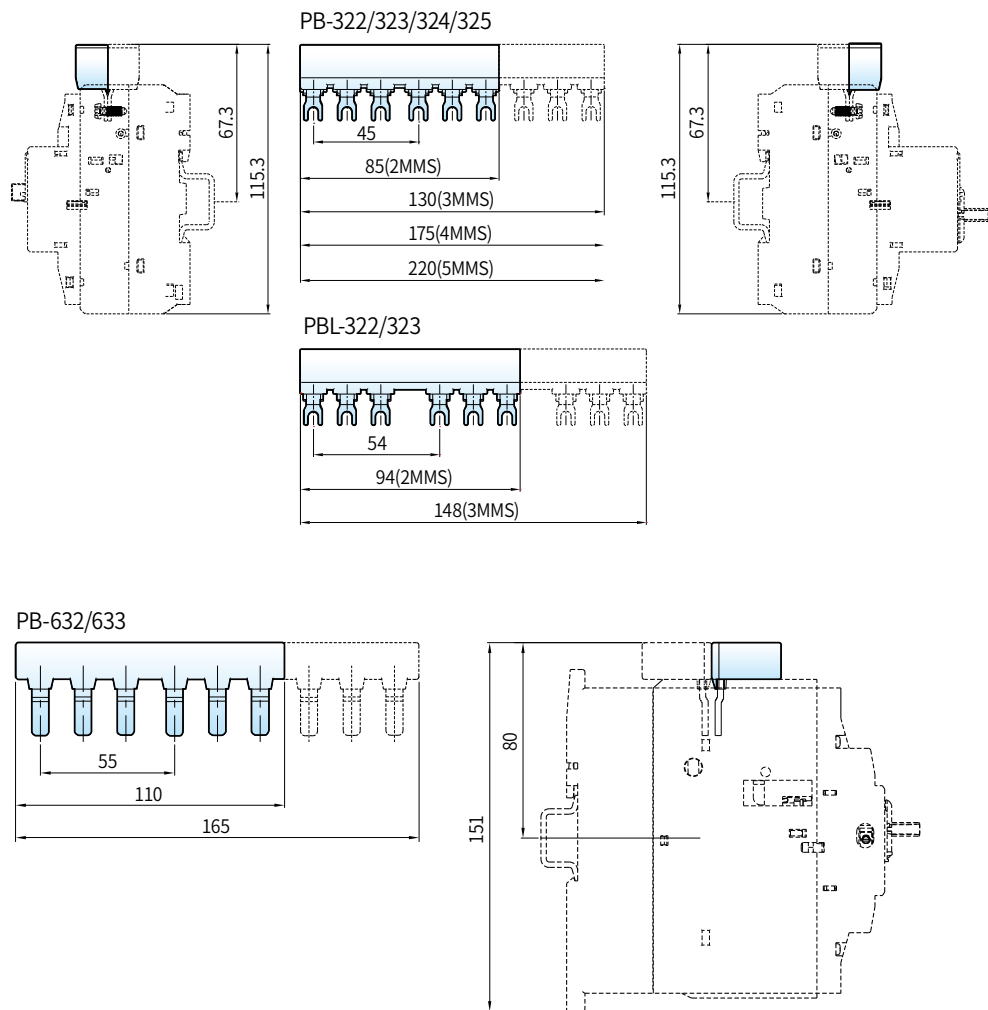 PB-322/323/324/325
67.3
115.3
45
85(2MMS)
130(3MMS)
175(4MMS)
220(5MMS)
67.3
115.3
PBL-322/323
54
94(2MMS)
148(3MMS)
PB-632/633
55
110
165
80
151